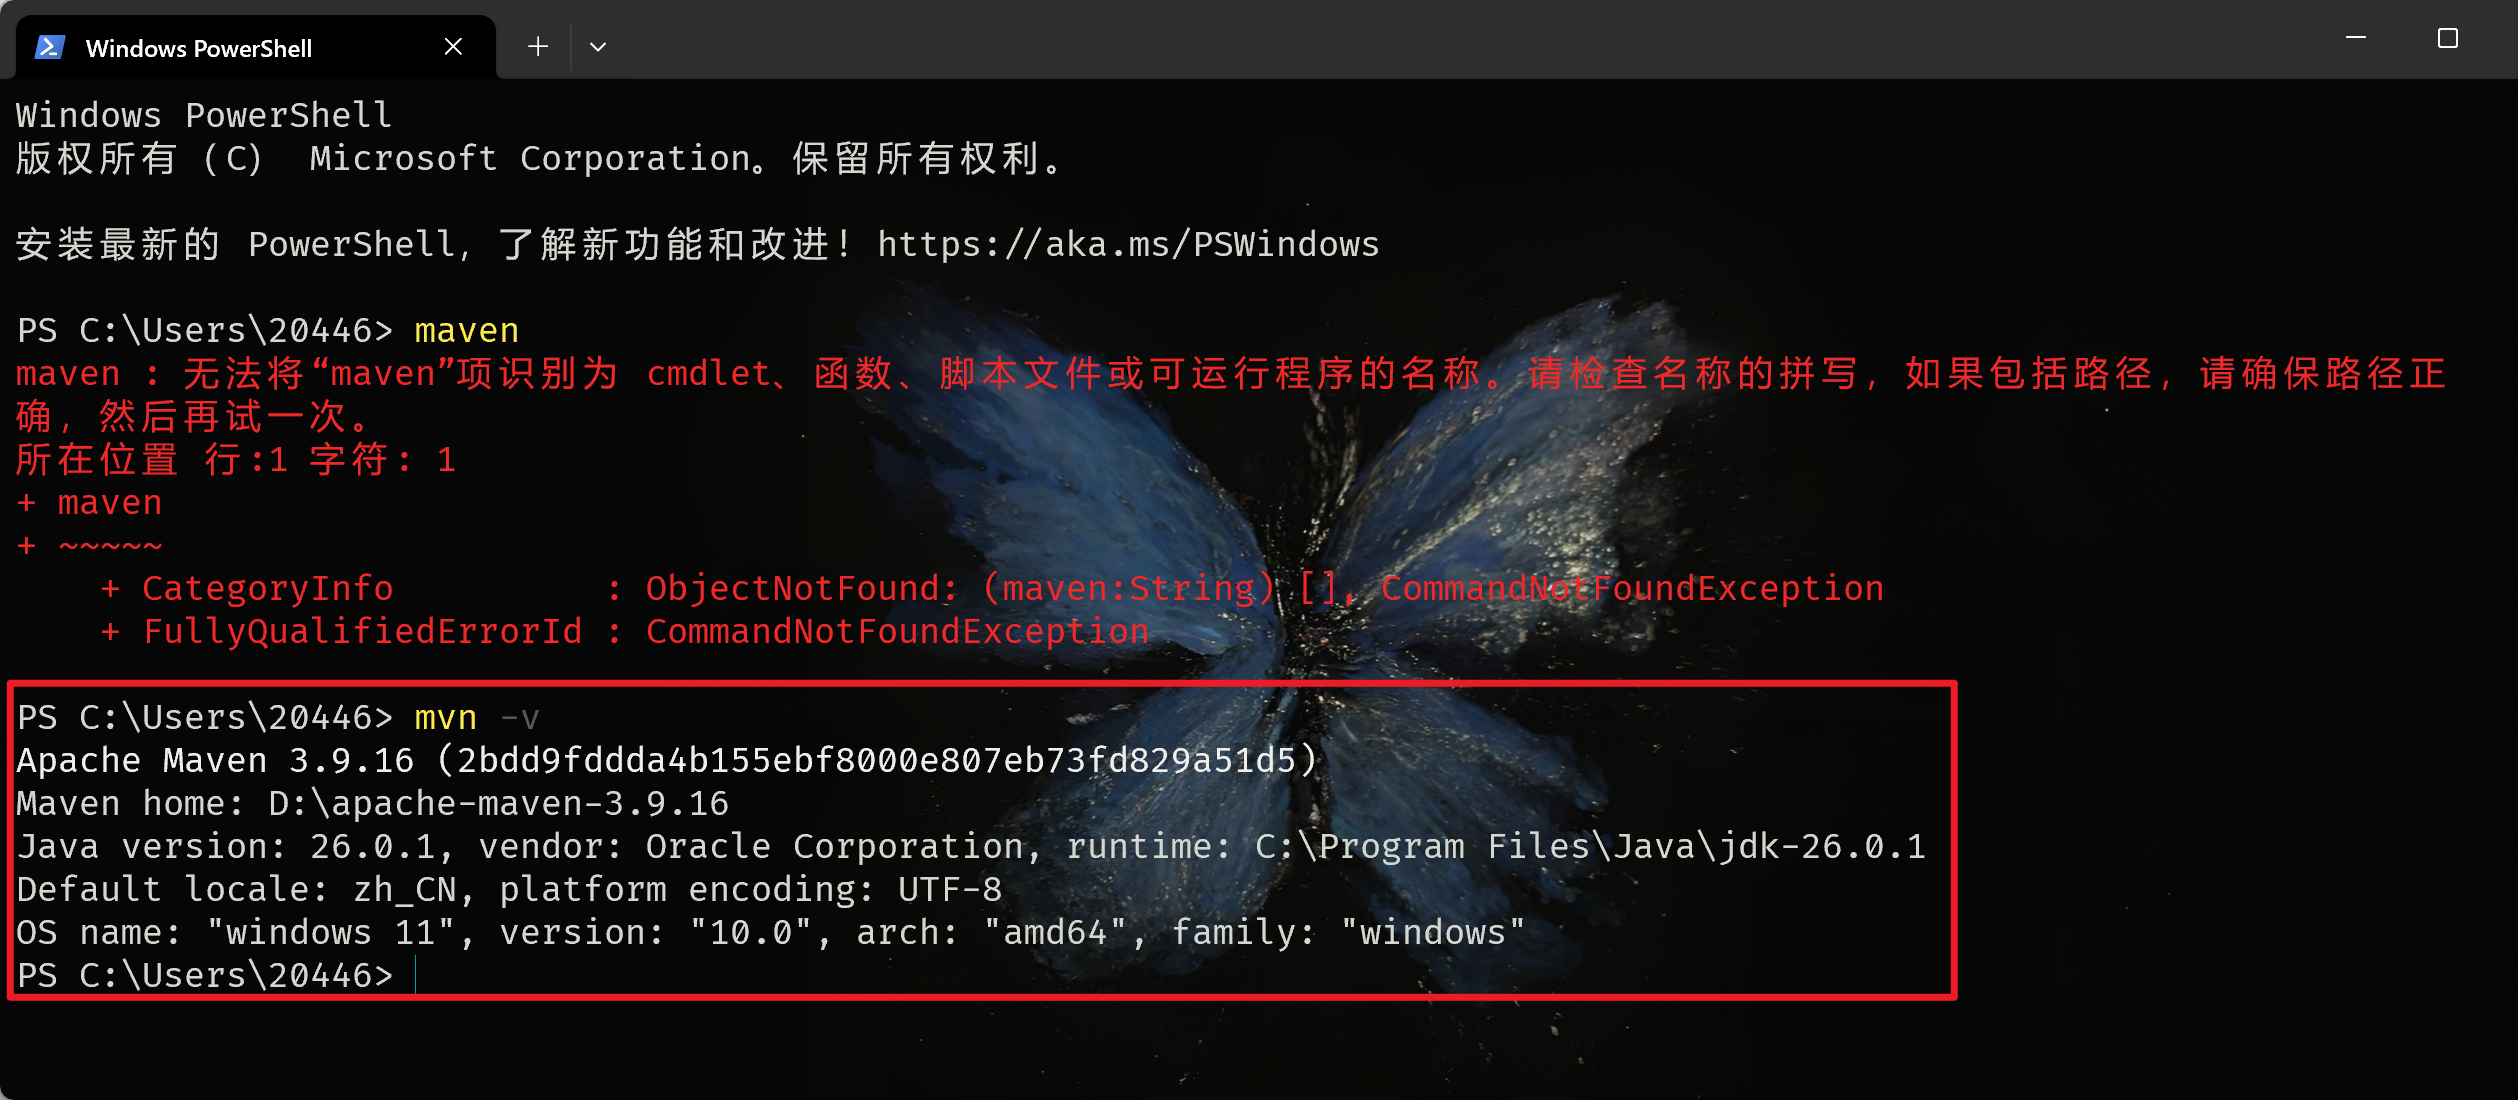 Windows PowerShell
Windows PowerShell
版权所有 (C)  Microsoft Corporation。保留所有权利。
安装最新的 PowerShell，了解新功能和改进！https://aka.ms/PSWindows
PS C:\Users\20446> maven
maven : 无法将“maven”项识别为 cmdlet、函数、脚本文件或可运行程序的名称。请检查名称的拼写，如果包括路径，请确保路径正
确，然后再试一次。
所在位置 行:1 字符: 1
+ maven
+ ~~~~~
    + CategoryInfo          : ObjectNotFound: (maven:String) [], CommandNotFoundException
    + FullyQualifiedErrorId : CommandNotFoundException
PS C:\Users\20446> mvn -v
Apache Maven 3.9.16 (2bdd9fddda4b155ebf8000e807eb73fd829a51d5)
Maven home: D:\apache-maven-3.9.16
Java version: 26.0.1, vendor: Oracle Corporation, runtime: C:\Program Files\Java\jdk-26.0.1
Default locale: zh_CN, platform encoding: UTF-8
OS name: "windows 11", version: "10.0", arch: "amd64", family: "windows"
PS C:\Users\20446>